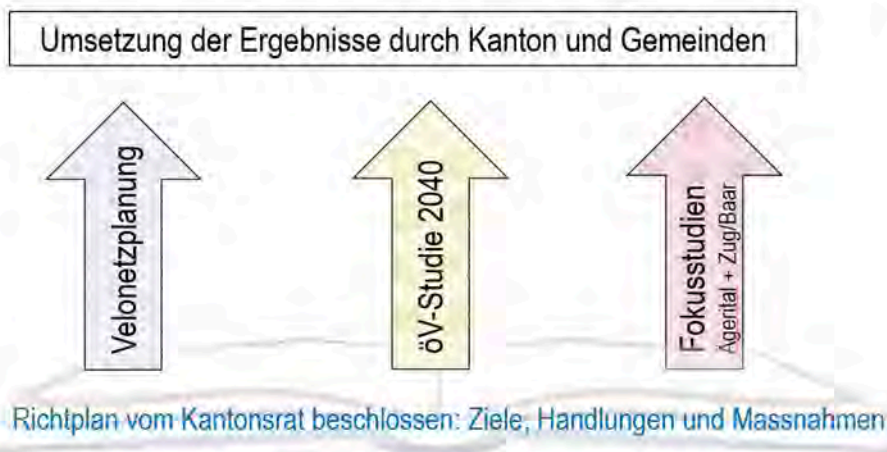 Umsetzung der Ergebnisse durch Kanton und Gemeinden
Velonetzplanung
öV-Studie 2040
Fokusstudien
Ägerital + Zug/Baar
Richtplan vom Kantonsrat beschlossen: Ziele, Handlungen und Massnahmen